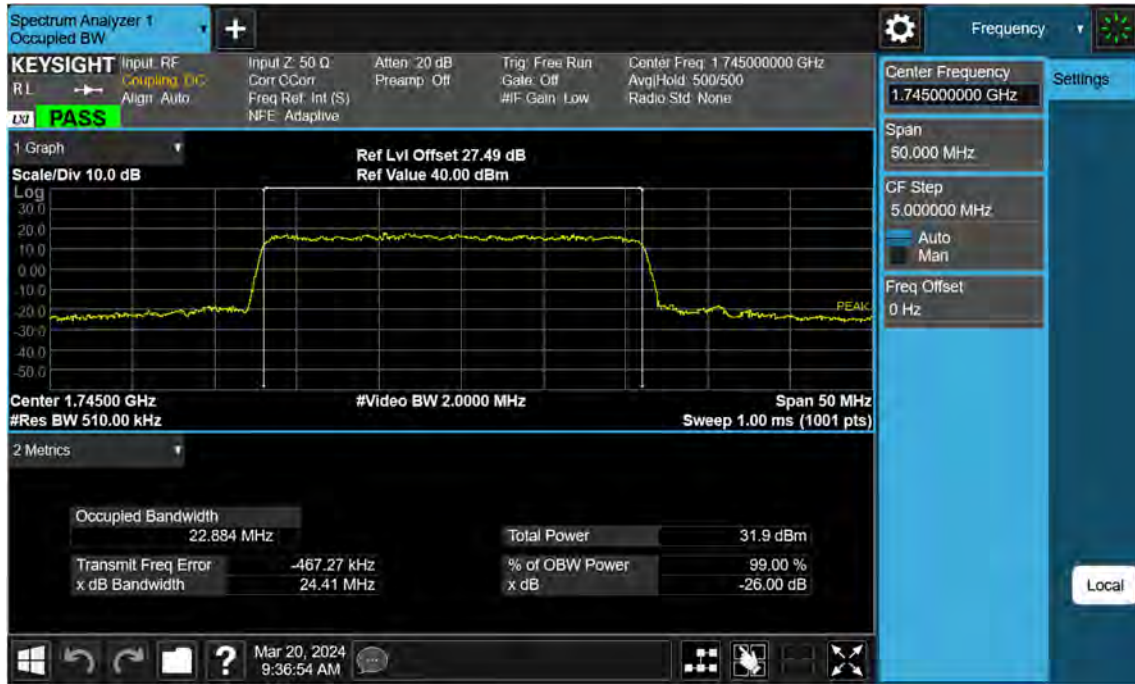 Spectrum Analyzer 1
Occupied BW
+
Frequency
KEYSIGHT
RL
Input: RF
Coupling: DC
Align: Auto
Input Z: 50 Ω
Corr CCorr
Freq Ref: Int (S)
NFE: Adaptive
Atten: 20 dB
Preamp: Off
Trig: Free Run
Gate: Off
#IF Gain: Low
Center Freq: 1.745000000 GHz
Avg|Hold: 500/500
Radio Std: None
LXI PASS
Center Frequency
1.745000000 GHz
Settings
Span
50.000 MHz
CF Step
5.000000 MHz
Auto
Man
Freq Offset
0 Hz
Local
1 Graph
Scale/Div 10.0 dB
Ref Lvl Offset 27.49 dB
Ref Value 40.00 dBm
Log
30.0
20.0
10.0
0.00
-10.0
-20.0
-30.0
-40.0
-50.0
PEAK
Center 1.74500 GHz
#Video BW 2.0000 MHz
Span 50 MHz
#Res BW 510.00 kHz
Sweep 1.00 ms (1001 pts)
2 Metrics
Occupied Bandwidth
22.884 MHz
Total Power 31.9 dBm
Transmit Freq Error -467.27 kHz
% of OBW Power 99.00 %
x dB Bandwidth 24.41 MHz
x dB -26.00 dB
?
Mar 20, 2024
9:36:54 AM